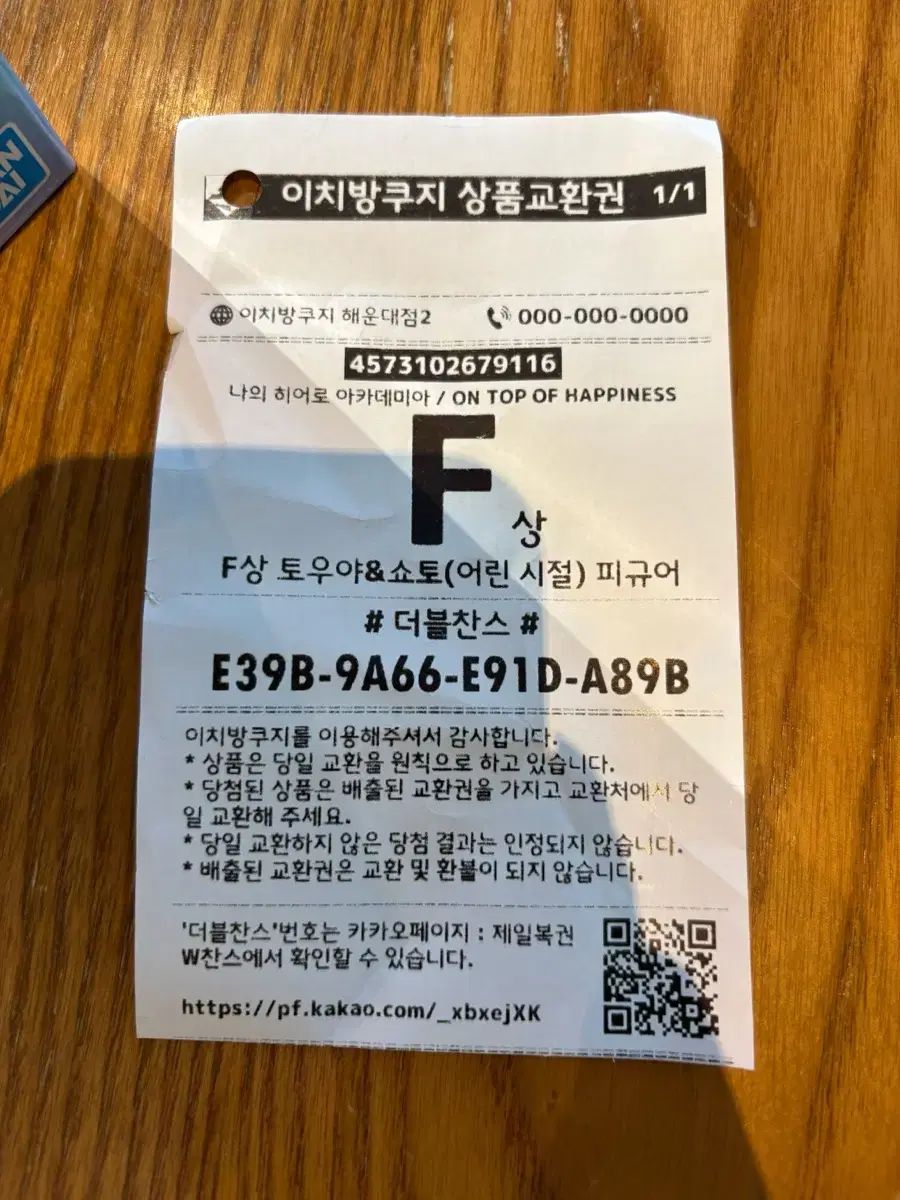 이치방쿠지 상품교환권 1/1
이치방쿠지 해운대점2 000-000-0000
4573102679116
나의 히어로 아카데미아 / ON TOP OF HAPPINESS
F 상
F상 토우야&쇼토(어린 시절) 피규어
# 더블찬스 #
E39B-9A66-E91D-A89B
이치방쿠지를 이용해주셔서 감사합니다.
* 상품은 당일 교환을 원칙으로 하고 있습니다.
* 당첨된 상품은 배출된 교환권을 가지고 교환처에서 당
일 교환해 주세요.
* 당일 교환하지 않은 당첨 결과는 인정되지 않습니다.
* 배출된 교환권은 교환 및 환불이 되지 않습니다.
'더블찬스'번호는 카카오페이지 : 제일복권
W찬스에서 확인할 수 있습니다.
https://pf.kakao.com/_xbxejXK